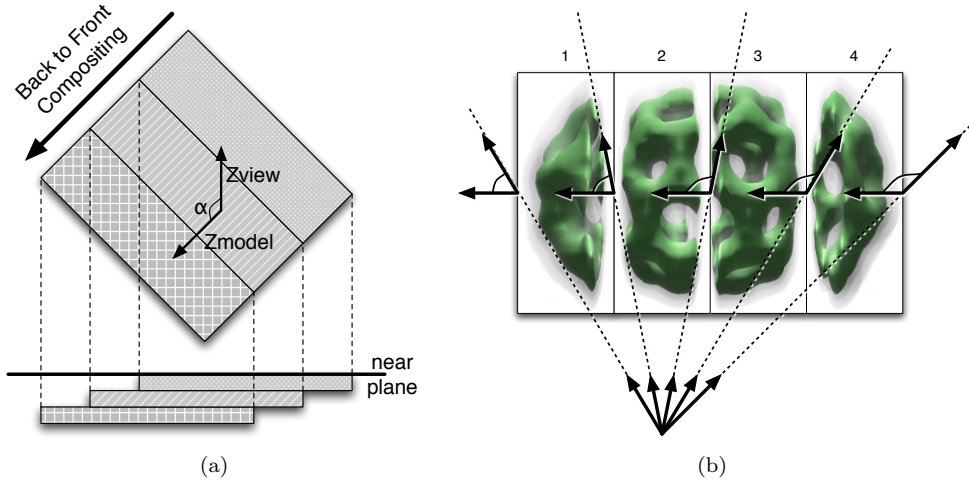 Back to Front
Compositing
Zview
α
Zmodel
near
plane
(a)
1 2 3 4
(b)